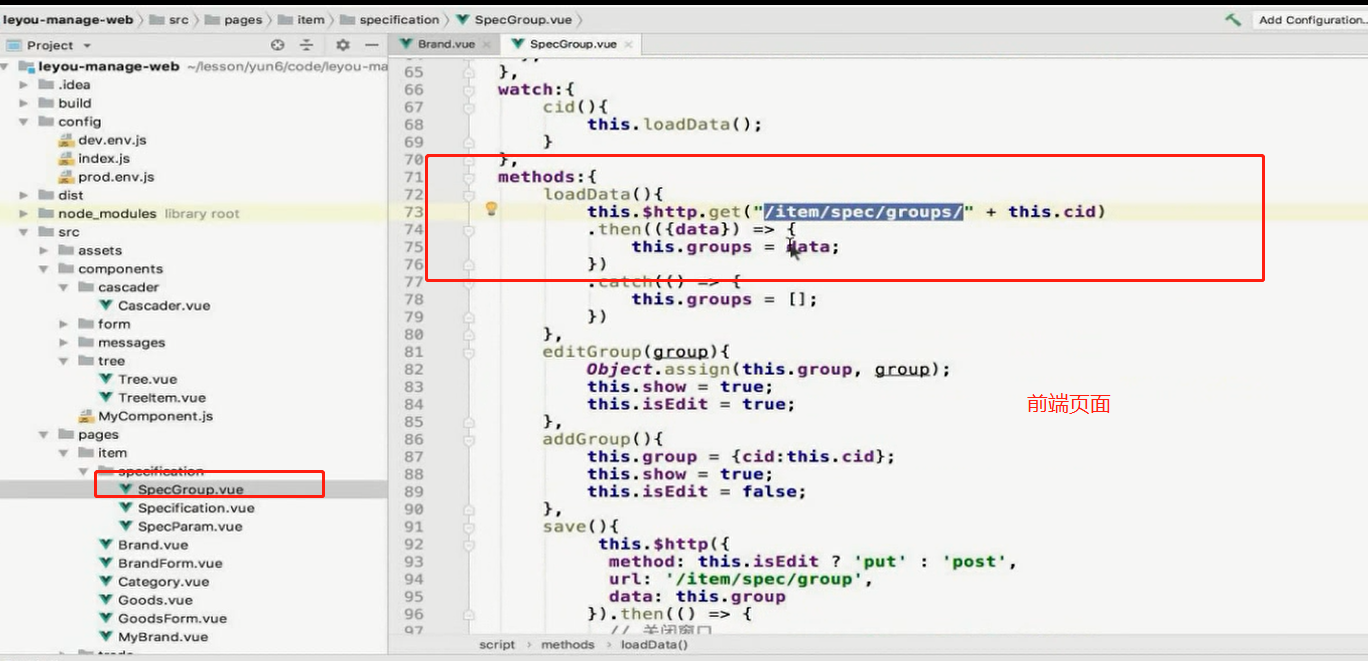 leyou-manage-web src pages item specification SpecGroup.vue Add Configuration..
Project Brand.vue SpecGroup.vue
leyou-manage-web ~/lesson/yun6/code/leyou-ma
.idea
build
config
dev.env.js
index.js
prod.env.js
dist
node_modules library root
src
assets
components
cascader
Cascader.vue
form
messages
tree
Tree.vue
TreeItem.vue
MyComponent.js
pages
item
specification
SpecGroup.vue
Specification.vue
SpecParam.vue
Brand.vue
BrandForm.vue
Category.vue
Goods.vue
GoodsForm.vue
MyBrand.vue
65 },
66 watch:{
67 cid(){
68 this.loadData();
69 }
70 },
71 methods:{
72 loadData(){
73 this.$http.get("/item/spec/groups/" + this.cid)
74 .then(({data}) => {
75 this.groups = data;
76 })
77 .catch(() => {
78 this.groups = [];
79 })
80 },
81 editGroup(group){
82 Object.assign(this.group, group);
83 this.show = true;
84 this.isEdit = true;
85 },
86 addGroup(){
87 this.group = {cid:this.cid};
88 this.show = true;
89 this.isEdit = false;
90 },
91 save(){
92 this.$http({
93 method: this.isEdit ? 'put' : 'post',
94 url: '/item/spec/group',
95 data: this.group
96 }).then(() => {
97 // 关闭窗口
前端页面
script › methods › loadData()